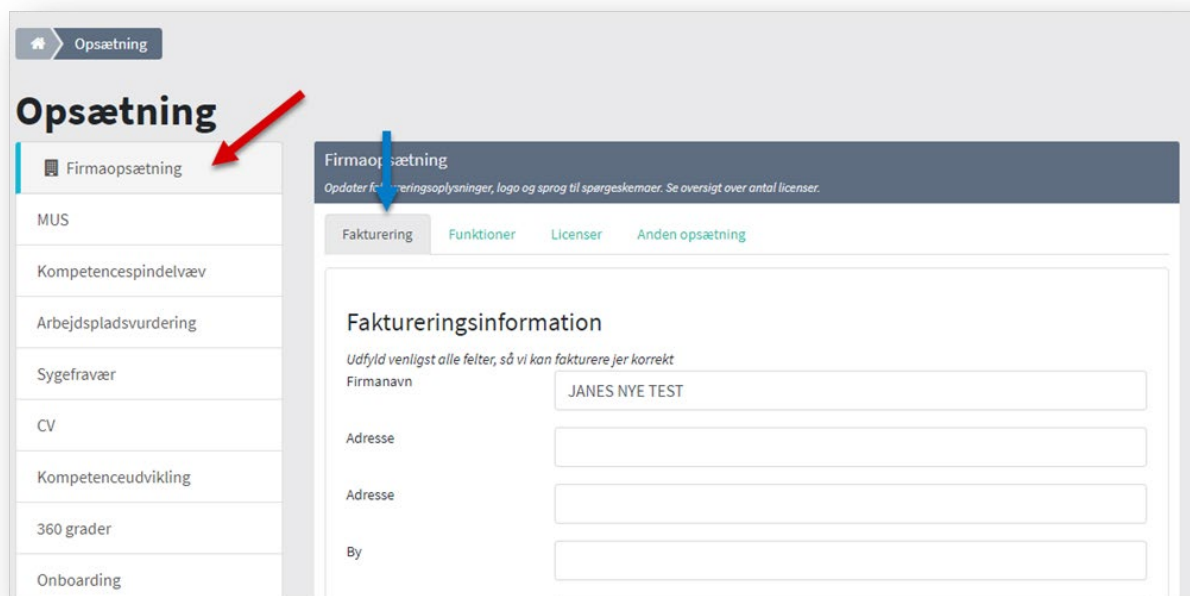 Opsætning
Opsætning
Firmaopsætning
MUS
Kompetencespindelvæv
Arbejdspladsvurdering
Sygefravær
CV
Kompetenceudvikling
360 grader
Onboarding
Firmaopsætning
Opdater faktureringsoplysninger, logo og sprog til spørgeskemaer. Se oversigt over antal licenser.
Fakturering Funktioner Licenser Anden opsætning
Faktureringsinformation
Udfyld venligst alle felter, så vi kan fakturere jer korrekt
Firmanavn JANES NYE TEST
Adresse
Adresse
By